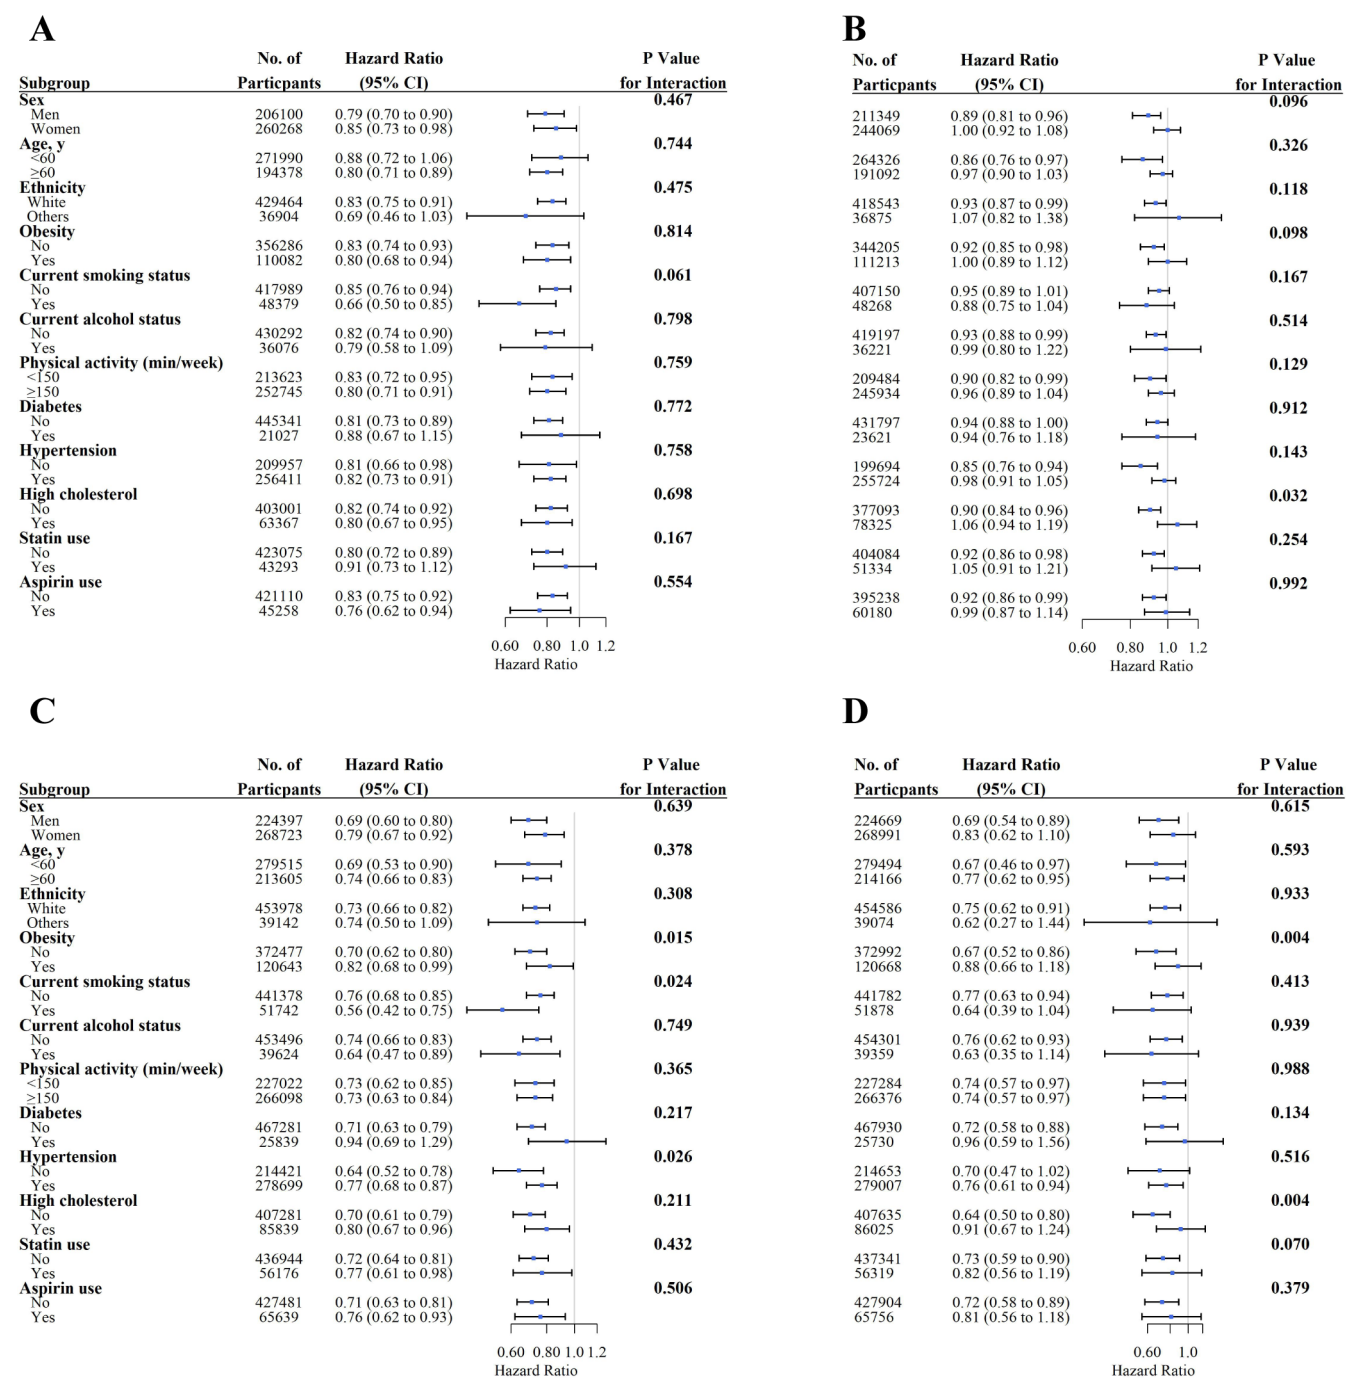 A
No. of Hazard Ratio P Value
Subgroup Particpants (95% CI) for Interaction
Sex 0.467
Men 206100 0.79 (0.70 to 0.90)
Women 260268 0.85 (0.73 to 0.98)
Age, y 0.744
<60 271990 0.88 (0.72 to 1.06)
≥60 194378 0.80 (0.71 to 0.89)
Ethnicity 0.475
White 429464 0.83 (0.75 to 0.91)
Others 36904 0.69 (0.46 to 1.03)
Obesity 0.814
No 356286 0.83 (0.74 to 0.93)
Yes 110082 0.80 (0.68 to 0.94)
Current smoking status 0.061
No 417989 0.85 (0.76 to 0.94)
Yes 48379 0.66 (0.50 to 0.85)
Current alcohol status 0.798
No 430292 0.82 (0.74 to 0.90)
Yes 36076 0.79 (0.58 to 1.09)
Physical activity (min/week) 0.759
<150 213623 0.83 (0.72 to 0.95)
≥150 252745 0.80 (0.71 to 0.91)
Diabetes 0.772
No 445341 0.81 (0.73 to 0.89)
Yes 21027 0.88 (0.67 to 1.15)
Hypertension 0.758
No 209957 0.81 (0.66 to 0.98)
Yes 256411 0.82 (0.73 to 0.91)
High cholesterol 0.698
No 403001 0.82 (0.74 to 0.92)
Yes 63367 0.80 (0.67 to 0.95)
Statin use 0.167
No 423075 0.80 (0.72 to 0.89)
Yes 43293 0.91 (0.73 to 1.12)
Aspirin use 0.554
No 421110 0.83 (0.75 to 0.92)
Yes 45258 0.76 (0.62 to 0.94)
0.60 0.80 1.0 1.2
Hazard Ratio
B
No. of Hazard Ratio P Value
Particpants (95% CI) for Interaction
0.096
211349 0.89 (0.81 to 0.96)
244069 1.00 (0.92 to 1.08)
0.326
264326 0.86 (0.76 to 0.97)
191092 0.97 (0.90 to 1.03)
0.118
418543 0.93 (0.87 to 0.99)
36875 1.07 (0.82 to 1.38)
0.098
344205 0.92 (0.85 to 0.98)
111213 1.00 (0.89 to 1.12)
0.167
407150 0.95 (0.89 to 1.01)
48268 0.88 (0.75 to 1.04)
0.514
419197 0.93 (0.88 to 0.99)
36221 0.99 (0.80 to 1.22)
0.129
209484 0.90 (0.82 to 0.99)
245934 0.96 (0.89 to 1.04)
0.912
431797 0.94 (0.88 to 1.00)
23621 0.94 (0.76 to 1.18)
0.143
199694 0.85 (0.76 to 0.94)
255724 0.98 (0.91 to 1.05)
0.032
377093 0.90 (0.84 to 0.96)
78325 1.06 (0.94 to 1.19)
0.254
404084 0.92 (0.86 to 0.98)
51334 1.05 (0.91 to 1.21)
0.992
395238 0.92 (0.86 to 0.99)
60180 0.99 (0.87 to 1.14)
0.60 0.80 1.0 1.2
Hazard Ratio
C
No. of Hazard Ratio P Value
Subgroup Particpants (95% CI) for Interaction
Sex 0.639
Men 224397 0.69 (0.60 to 0.80)
Women 268723 0.79 (0.67 to 0.92)
Age, y 0.378
<60 279515 0.69 (0.53 to 0.90)
≥60 213605 0.74 (0.66 to 0.83)
Ethnicity 0.308
White 453978 0.73 (0.66 to 0.82)
Others 39142 0.74 (0.50 to 1.09)
Obesity 0.015
No 372477 0.70 (0.62 to 0.80)
Yes 120643 0.82 (0.68 to 0.99)
Current smoking status 0.024
No 441378 0.76 (0.68 to 0.85)
Yes 51742 0.56 (0.42 to 0.75)
Current alcohol status 0.749
No 453496 0.74 (0.66 to 0.83)
Yes 39624 0.64 (0.47 to 0.89)
Physical activity (min/week) 0.365
<150 227022 0.73 (0.62 to 0.85)
≥150 266098 0.73 (0.63 to 0.84)
Diabetes 0.217
No 467281 0.71 (0.63 to 0.79)
Yes 25839 0.94 (0.69 to 1.29)
Hypertension 0.026
No 214421 0.64 (0.52 to 0.78)
Yes 278699 0.77 (0.68 to 0.87)
High cholesterol 0.211
No 407281 0.70 (0.61 to 0.79)
Yes 85839 0.80 (0.67 to 0.96)
Statin use 0.432
No 436944 0.72 (0.64 to 0.81)
Yes 56176 0.77 (0.61 to 0.98)
Aspirin use 0.506
No 427481 0.71 (0.63 to 0.81)
Yes 65639 0.76 (0.62 to 0.93)
0.60 0.80 1.0 1.2
Hazard Ratio
D
No. of Hazard Ratio P Value
Particpants (95% CI) for Interaction
0.615
224669 0.69 (0.54 to 0.89)
268991 0.83 (0.62 to 1.10)
0.593
279494 0.67 (0.46 to 0.97)
214166 0.77 (0.62 to 0.95)
0.933
454586 0.75 (0.62 to 0.91)
39074 0.62 (0.27 to 1.44)
0.004
372992 0.67 (0.52 to 0.86)
120668 0.88 (0.66 to 1.18)
0.413
441782 0.77 (0.63 to 0.94)
51878 0.64 (0.39 to 1.04)
0.939
454301 0.76 (0.62 to 0.93)
39359 0.63 (0.35 to 1.14)
0.988
227284 0.74 (0.57 to 0.97)
266376 0.74 (0.57 to 0.97)
0.134
467930 0.72 (0.58 to 0.88)
25730 0.96 (0.59 to 1.56)
0.516
214653 0.70 (0.47 to 1.02)
279007 0.76 (0.61 to 0.94)
0.004
407635 0.64 (0.50 to 0.80)
86025 0.91 (0.67 to 1.24)
0.070
437341 0.73 (0.59 to 0.90)
56319 0.82 (0.56 to 1.19)
0.379
427904 0.72 (0.58 to 0.89)
65756 0.81 (0.56 to 1.18)
0.60 1.0
Hazard Ratio